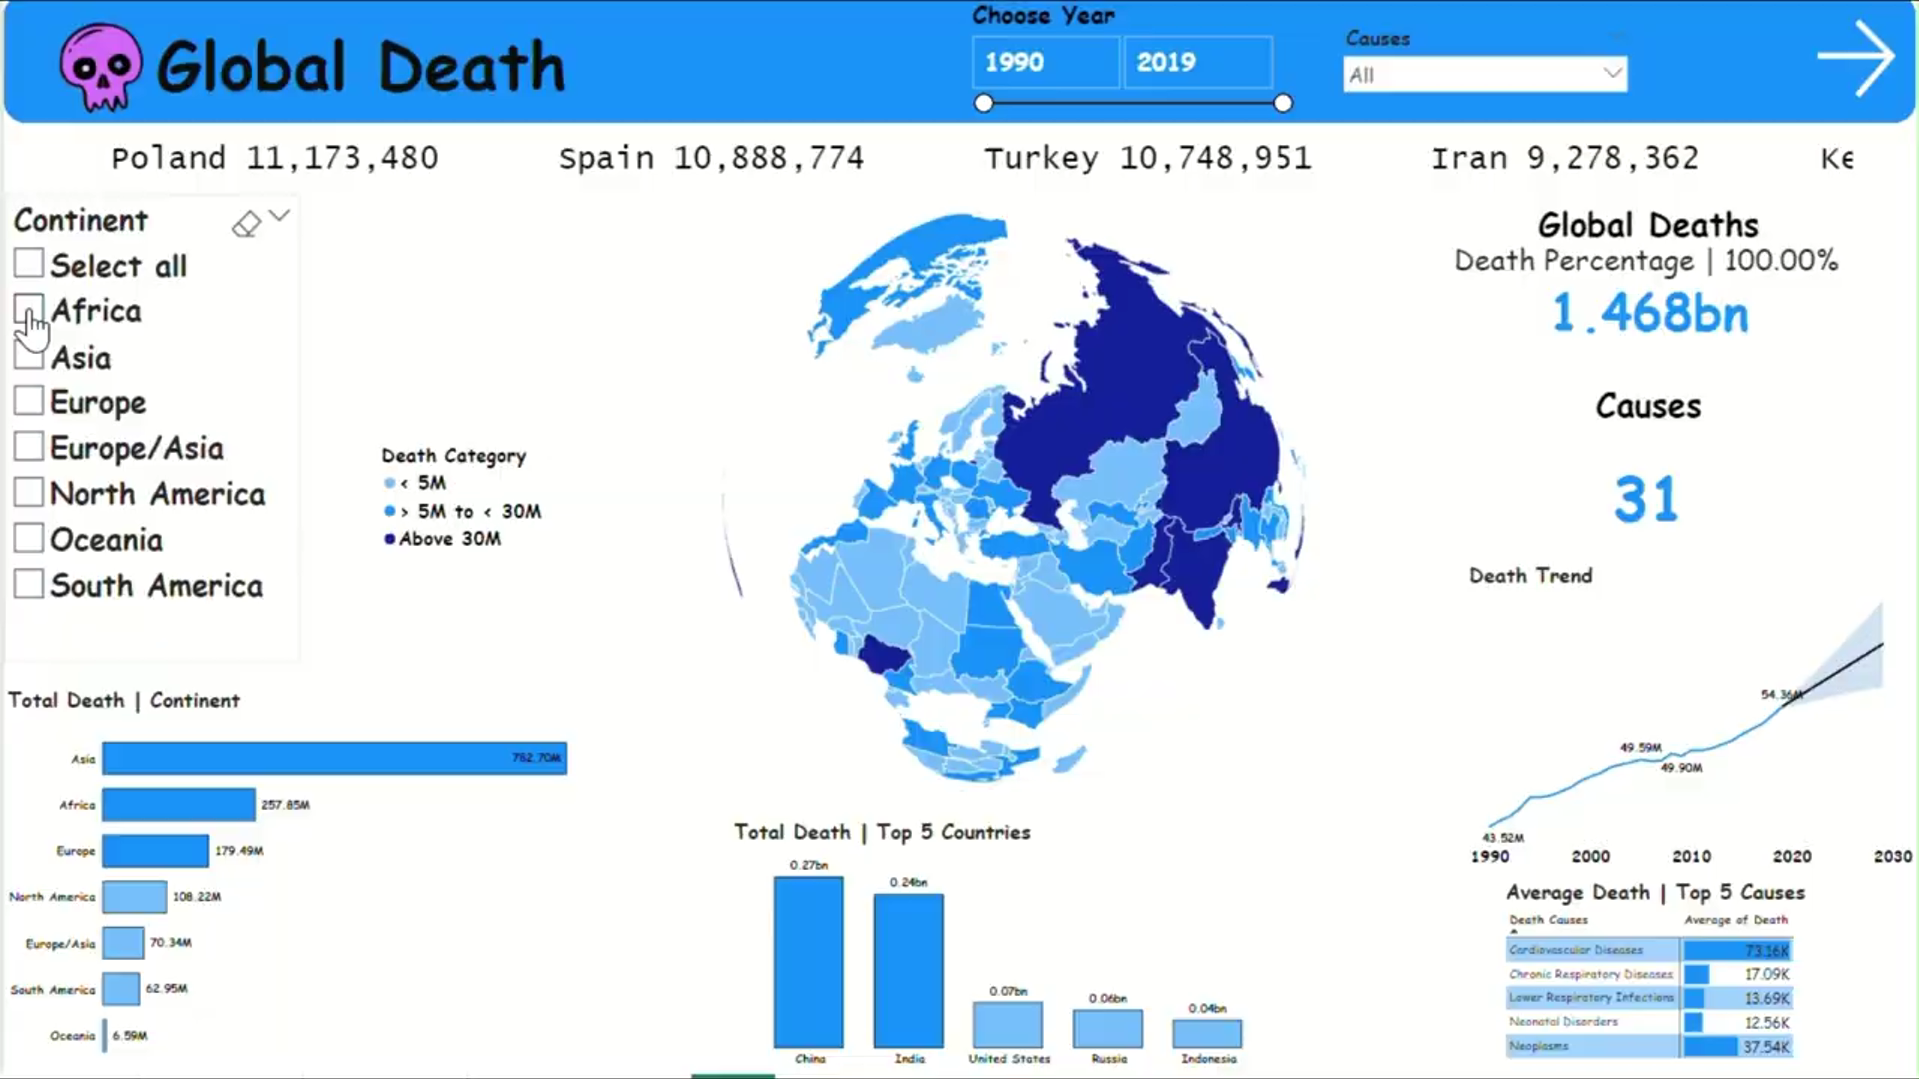 Choose Year
Global Death
1990 2019
Causes
All
Poland 11,173,480 Spain 10,888,774 Turkey 10,748,951 Iran 9,278,362 Ke
Continent
Select all
Africa
Asia
Europe
Europe/Asia
North America
Oceania
South America
Death Category
< 5M
> 5M to < 30M
Above 30M
Global Deaths
Death Percentage | 100.00%
1.468bn
Causes
31
Death Trend
54.36M
49.59M
49.90M
43.52M
1990 2000 2010 2020 2030
Total Death | Continent
Asia 782.70M
Africa 257.85M
Europe 179.49M
North America 108.22M
Europe/Asia 70.34M
South America 62.95M
Oceania 6.59M
Total Death | Top 5 Countries
0.27bn
0.24bn
0.07bn
0.06bn
0.04bn
China India United States Russia Indonesia
Average Death | Top 5 Causes
Death Causes Average of Death
Cardiovascular Diseases 73.16K
Chronic Respiratory Diseases 17.09K
Lower Respiratory Infections 13.69K
Neonatal Disorders 12.56K
Neoplasms 37.54K